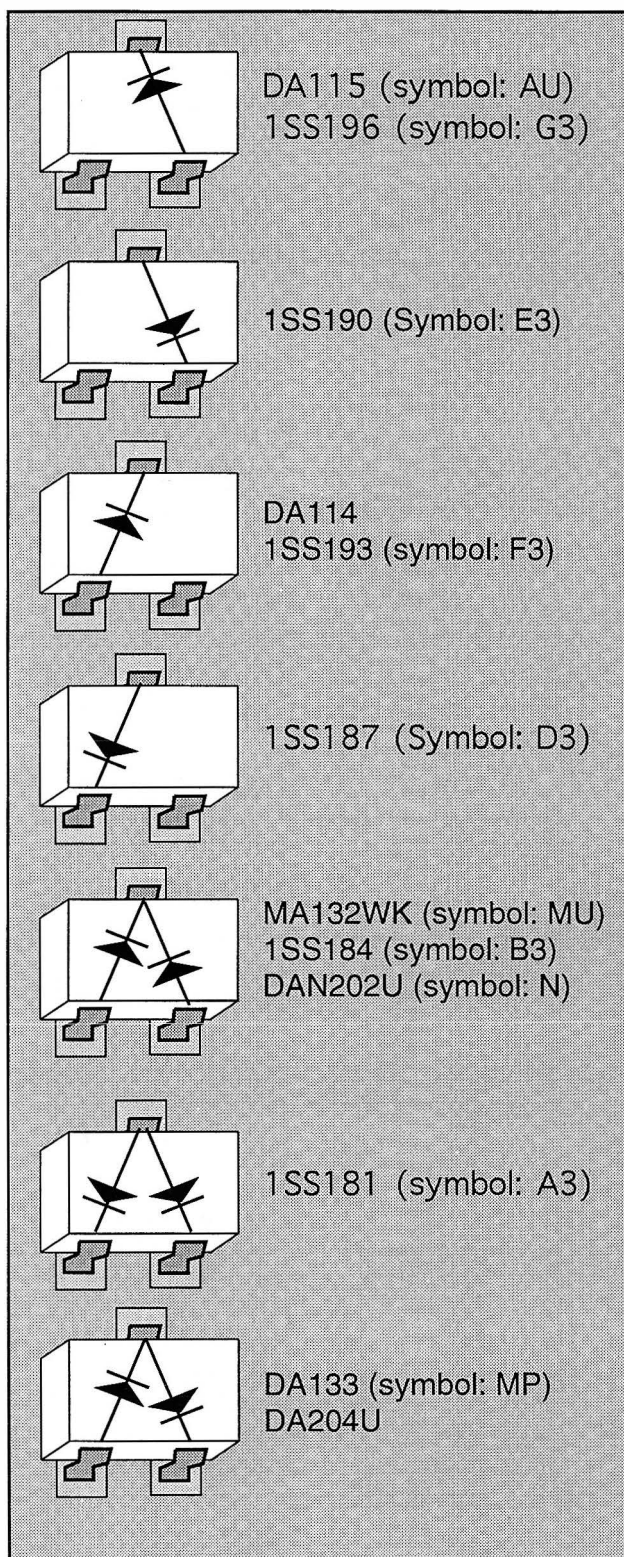 DA115 (symbol: AU)
1SS196 (symbol: G3)
1SS190 (Symbol: E3)
DA114
1SS193 (symbol: F3)
1SS187 (Symbol: D3)
MA132WK (symbol: MU)
1SS184 (symbol: B3)
DAN202U (symbol: N)
1SS181 (symbol: A3)
DA133 (symbol: MP)
DA204U